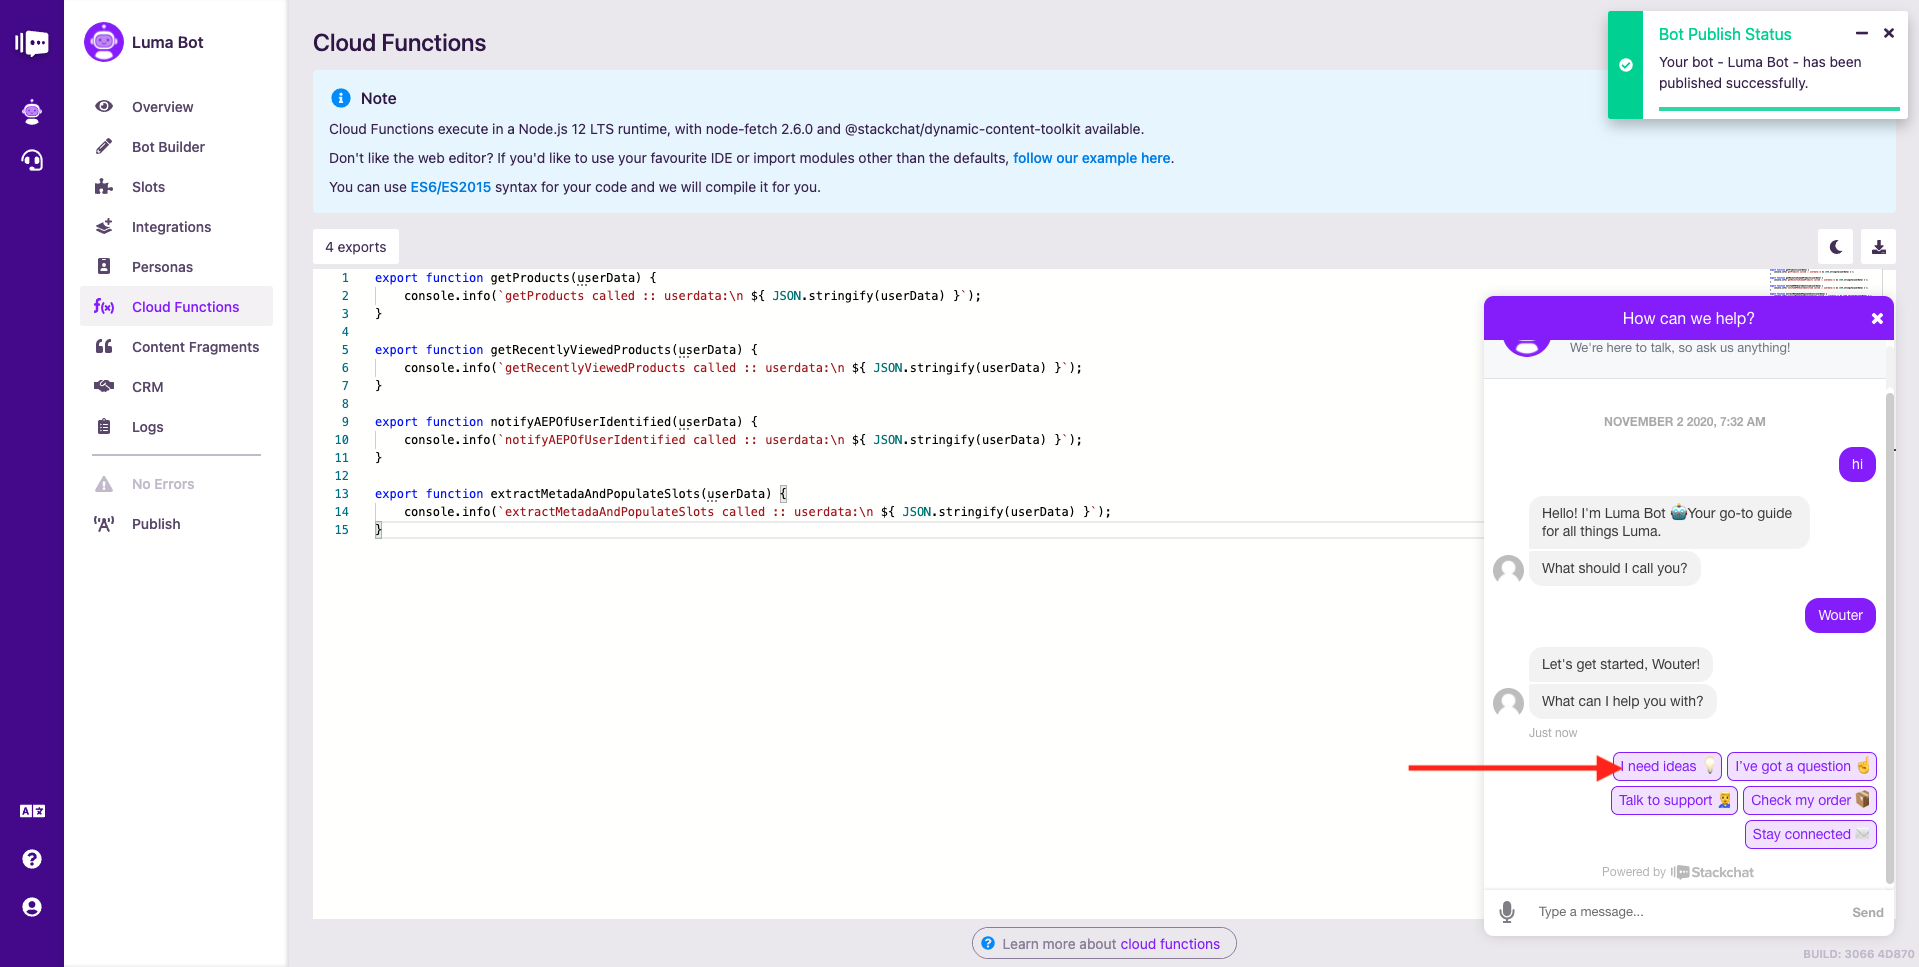 Luma Bot
Overview
Bot Builder
Slots
Integrations
Personas
Cloud Functions
Content Fragments
CRM
Logs
No Errors
Publish
Cloud Functions
Note
Cloud Functions execute in a Node.js 12 LTS runtime, with node-fetch 2.6.0 and @stackchat/dynamic-content-toolkit available.
Don't like the web editor? If you'd like to use your favourite IDE or import modules other than the defaults, follow our example here.
You can use ES6/ES2015 syntax for your code and we will compile it for you.
Bot Publish Status
Your bot - Luma Bot - has been
published successfully.
4 exports
1 export function getProducts(userData) {
2 console.info(`getProducts called :: userdata:\n ${ JSON.stringify(userData) }`);
3 }
4
5 export function getRecentlyViewedProducts(userData) {
6 console.info(`getRecentlyViewedProducts called :: userdata:\n ${ JSON.stringify(userData) }`);
7 }
8
9 export function notifyAEPOfUserIdentified(userData) {
10 console.info(`notifyAEPOfUserIdentified called :: userdata:\n ${ JSON.stringify(userData) }`);
11 }
12
13 export function extractMetadaAndPopulateSlots(userData) {
14 console.info(`extractMetadaAndPopulateSlots called :: userdata:\n ${ JSON.stringify(userData) }`);
15 }
How can we help?
We're here to talk, so ask us anything!
NOVEMBER 2 2020, 7:32 AM
hi
Hello! I'm Luma Bot 🤖Your go-to guide
for all things Luma.
What should I call you?
Wouter
Let's get started, Wouter!
What can I help you with?
Just now
I need ideas 💡
I've got a question ☝
Talk to support
Check my order 📦
Stay connected ✉
Powered by Stackchat
Type a message...
Send
Learn more about cloud functions
BUILD: 3066 4D870